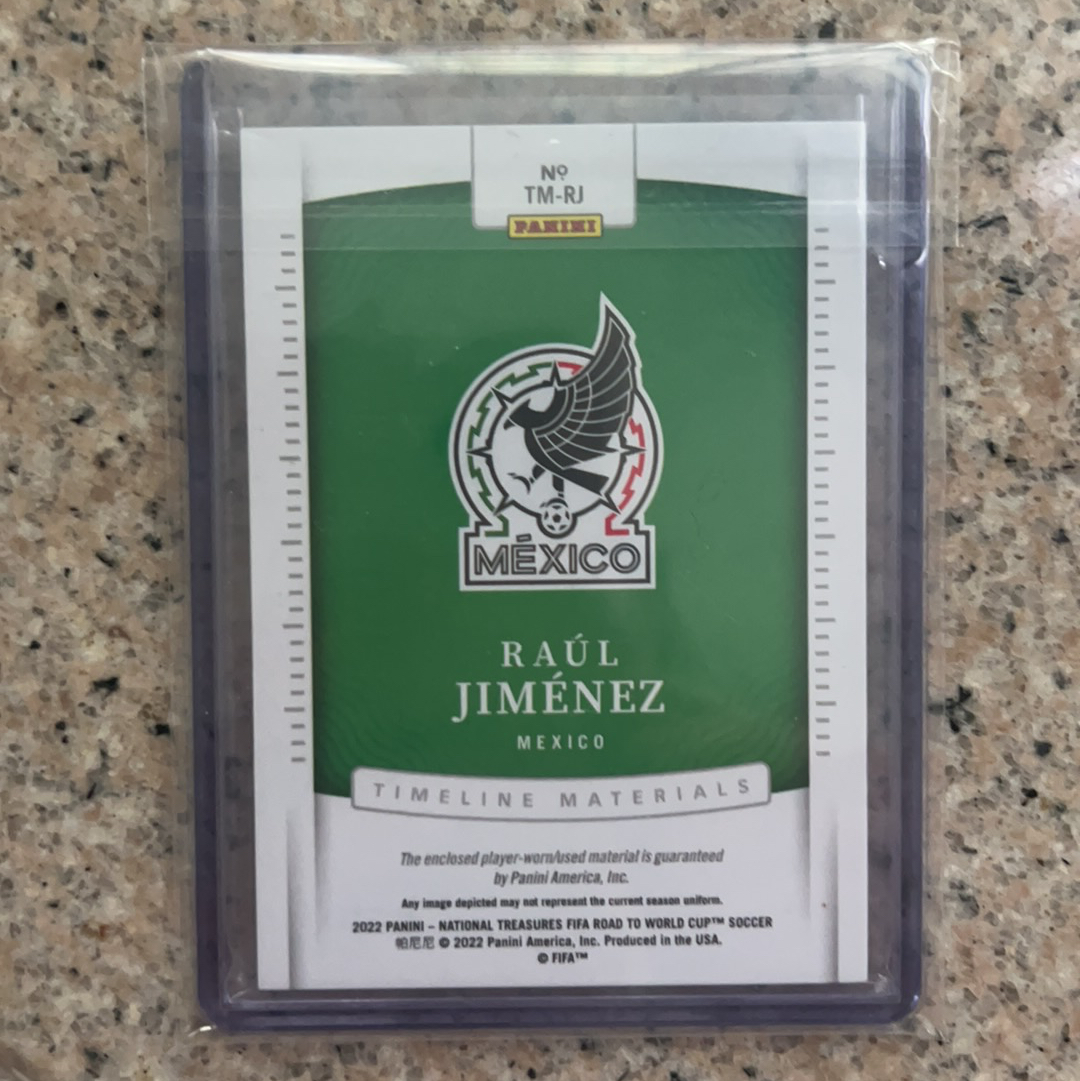 Nº
TM-RJ
PANINI
MÉXICO
RAÚL
JIMÉNEZ
MEXICO
TIMELINE MATERIALS
The enclosed player-worn/used material is guaranteed
by Panini America, Inc.
Any image depicted may not represent the current season uniform.
2022 PANINI – NATIONAL TREASURES FIFA ROAD TO WORLD CUP™ SOCCER
帕尼尼 © 2022 Panini America, Inc. Produced in the USA.
© FIFA™